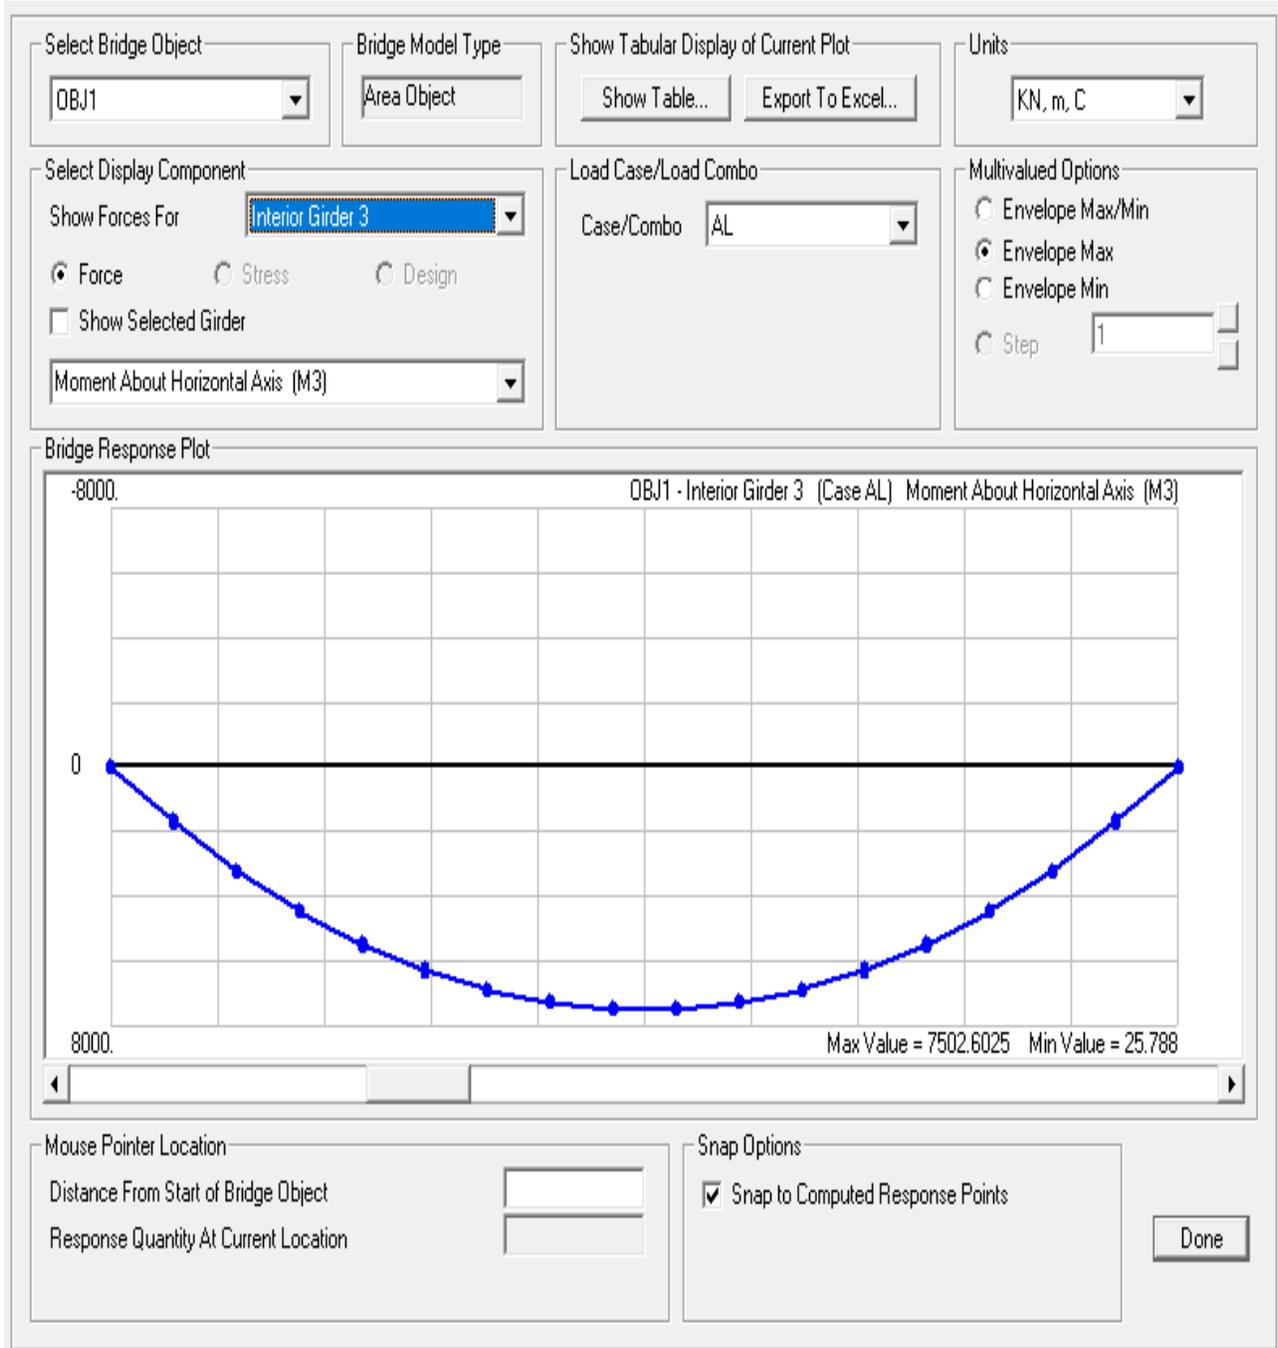 Select Bridge Object
OBJ1
Bridge Model Type
Area Object
Show Tabular Display of Current Plot
Show Table...
Export To Excel...
Units
KN, m, C
Select Display Component
Show Forces For
Interior Girder 3
Force
Stress
Design
Show Selected Girder
Moment About Horizontal Axis (M3)
Load Case/Load Combo
Case/Combo
AL
Multivalued Options
Envelope Max/Min
Envelope Max
Envelope Min
Step
1
Bridge Response Plot
-8000.
OBJ1 - Interior Girder 3 (Case AL) Moment About Horizontal Axis (M3)
0
8000.
Max Value = 7502.6025 Min Value = 25.788
Mouse Pointer Location
Distance From Start of Bridge Object
Response Quantity At Current Location
Snap Options
Snap to Computed Response Points
Done